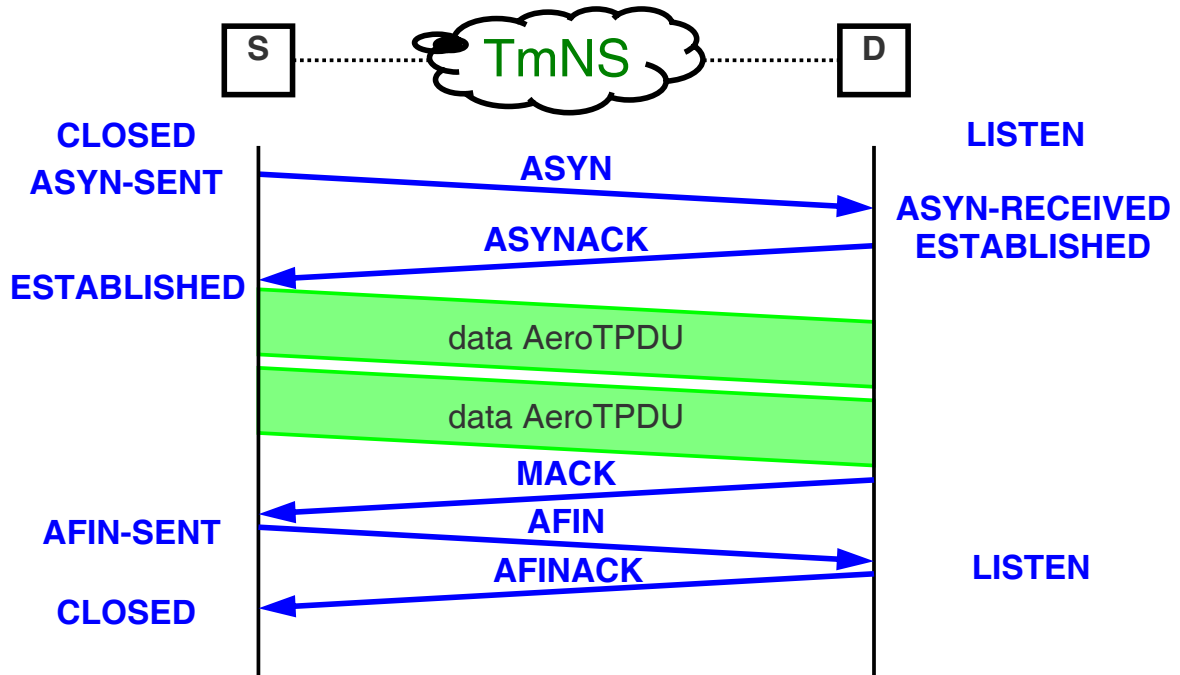 S
TmNS
D
CLOSED
LISTEN
ASYN-SENT
ASYN
ASYN-RECEIVED
ASYNACK
ESTABLISHED
ESTABLISHED
data AeroTPDU
data AeroTPDU
MACK
AFIN-SENT
AFIN
AFINACK
LISTEN
CLOSED